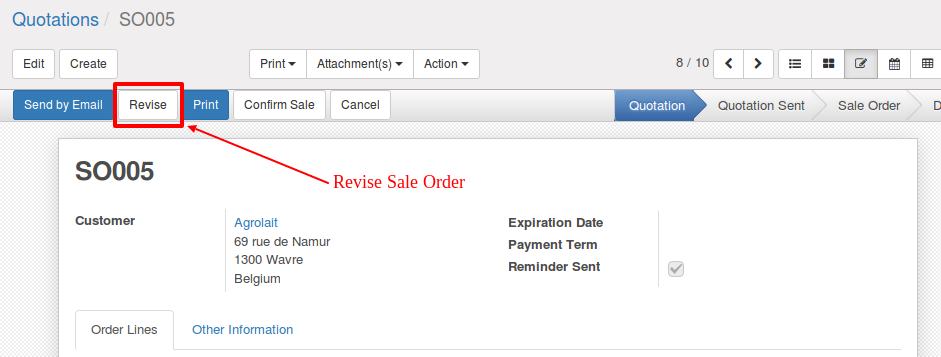 Quotations / SO005
Edit Create Print Attachment(s) Action 8 / 10
Send by Email Revise Print Confirm Sale Cancel Quotation Quotation Sent Sale Order D
SO005
Revise Sale Order
Customer Agrolait Expiration Date
69 rue de Namur Payment Term
1300 Wavre Reminder Sent
Belgium
Order Lines Other Information